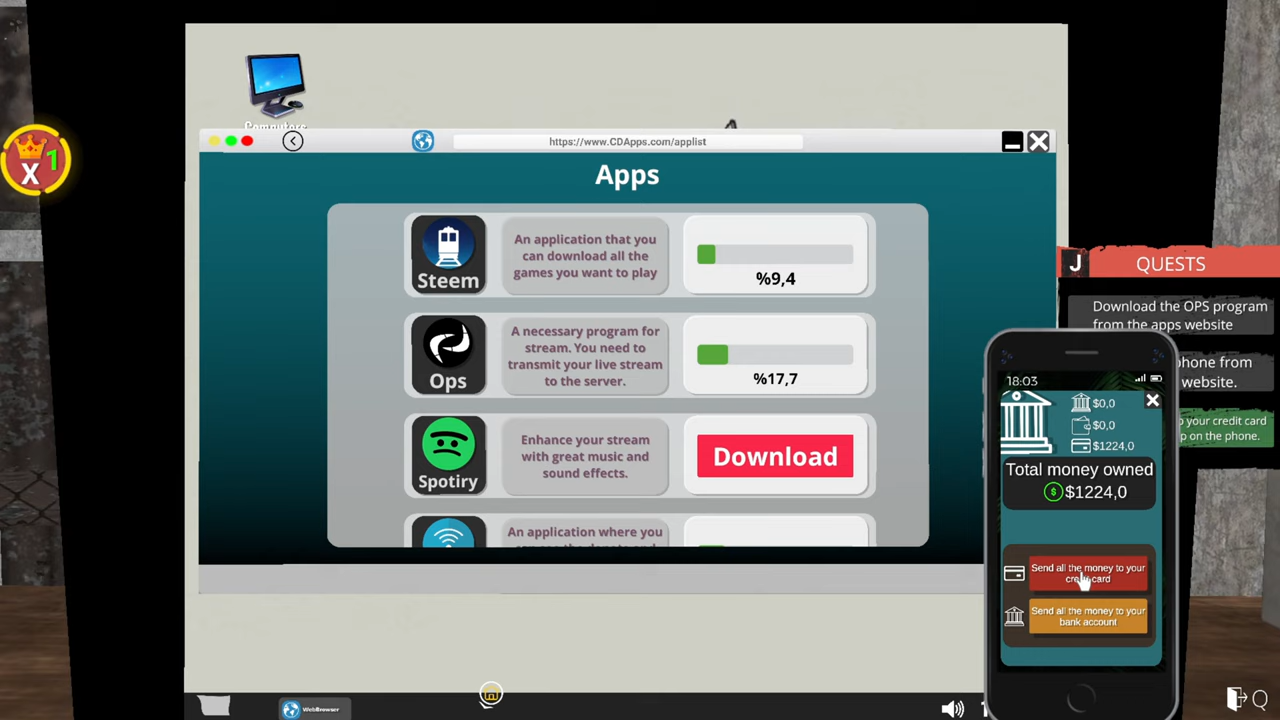 https://www.CDApps.com/applist
Apps
Steem
An application that you
can download all the
games you want to play
%9,4
Ops
A necessary program for
stream. You need to
transmit your live stream
to the server.
%17,7
Spotiry
Enhance your stream
with great music and
sound effects.
Download
An application where you
WebBrowser
X 1
J QUESTS
Download the OPS program
from the apps website
phone from
website.
your credit card
on the phone.
18:03
$0,0
$0,0
$1224,0
Total money owned
$ $1224,0
Send all the money to your
credit card
Send all the money to your
bank account
Q